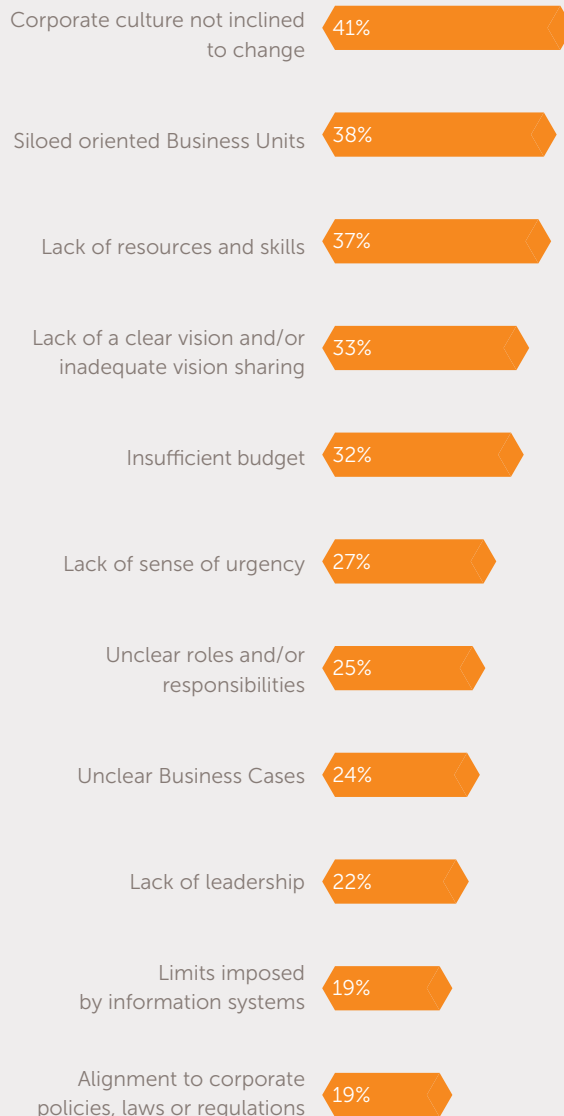 Corporate culture not inclined
to change
41%
Siloed oriented Business Units
38%
Lack of resources and skills
37%
Lack of a clear vision and/or
inadequate vision sharing
33%
Insufficient budget
32%
Lack of sense of urgency
27%
Unclear roles and/or
responsibilities
25%
Unclear Business Cases
24%
Lack of leadership
22%
Limits imposed
by information systems
19%
Alignment to corporate
policies, laws or regulations
19%